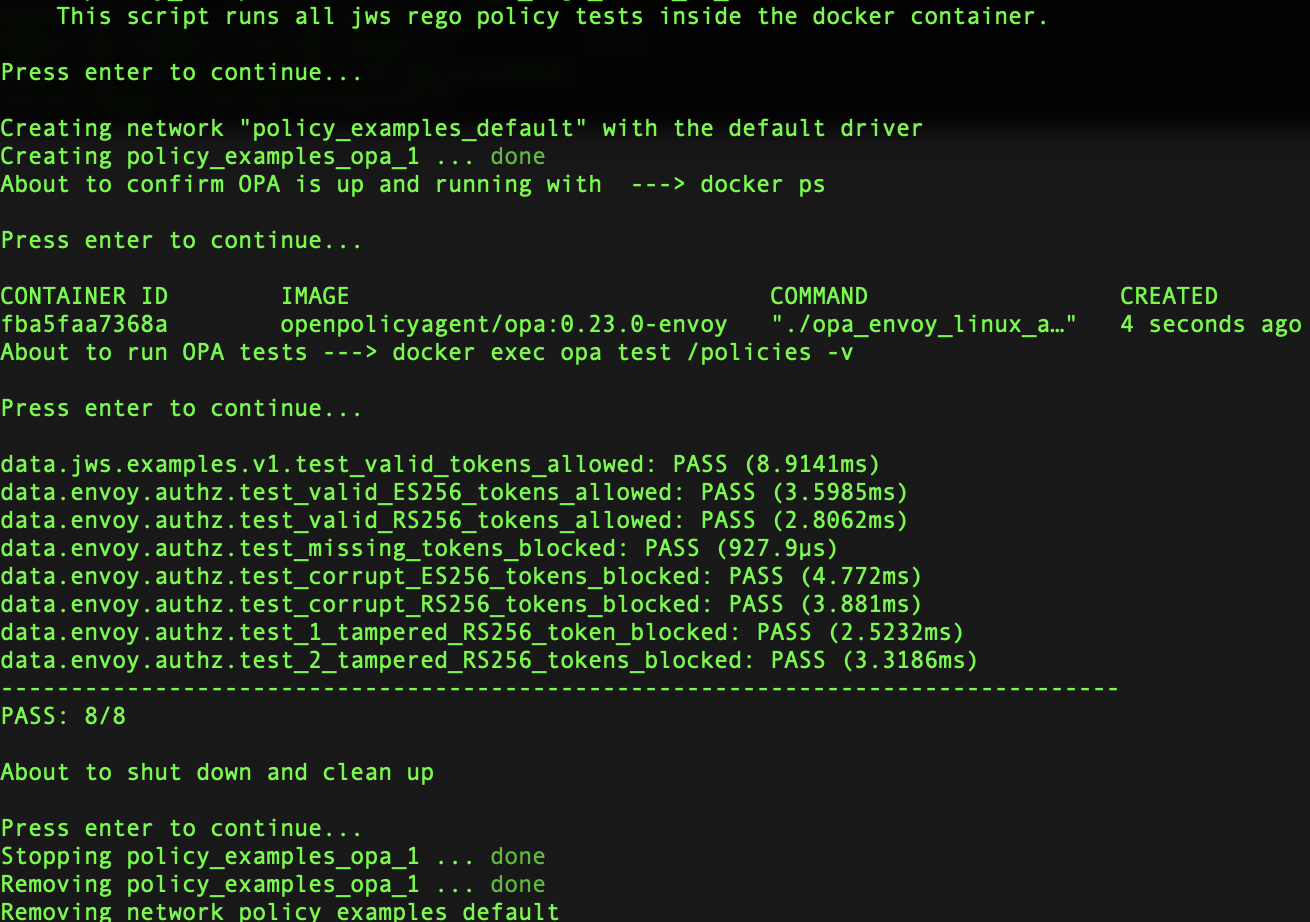 This script runs all jws rego policy tests inside the docker container.
Press enter to continue...
Creating network "policy_examples_default" with the default driver
Creating policy_examples_opa_1 ... done
About to confirm OPA is up and running with  ---> docker ps
Press enter to continue...
CONTAINER ID        IMAGE                              COMMAND                  CREATED
fba5faa7368a        openpolicyagent/opa:0.23.0-envoy   "./opa_envoy_linux_a…"   4 seconds ago
About to run OPA tests ---> docker exec opa test /policies -v
Press enter to continue...
data.jws.examples.v1.test_valid_tokens_allowed: PASS (8.9141ms)
data.envoy.authz.test_valid_ES256_tokens_allowed: PASS (3.5985ms)
data.envoy.authz.test_valid_RS256_tokens_allowed: PASS (2.8062ms)
data.envoy.authz.test_missing_tokens_blocked: PASS (927.9µs)
data.envoy.authz.test_corrupt_ES256_tokens_blocked: PASS (4.772ms)
data.envoy.authz.test_corrupt_RS256_tokens_blocked: PASS (3.881ms)
data.envoy.authz.test_1_tampered_RS256_token_blocked: PASS (2.5232ms)
data.envoy.authz.test_2_tampered_RS256_tokens_blocked: PASS (3.3186ms)
--------------------------------------------------------------------------------
PASS: 8/8
About to shut down and clean up
Press enter to continue...
Stopping policy_examples_opa_1 ... done
Removing policy_examples_opa_1 ... done
Removing network policy_examples_default